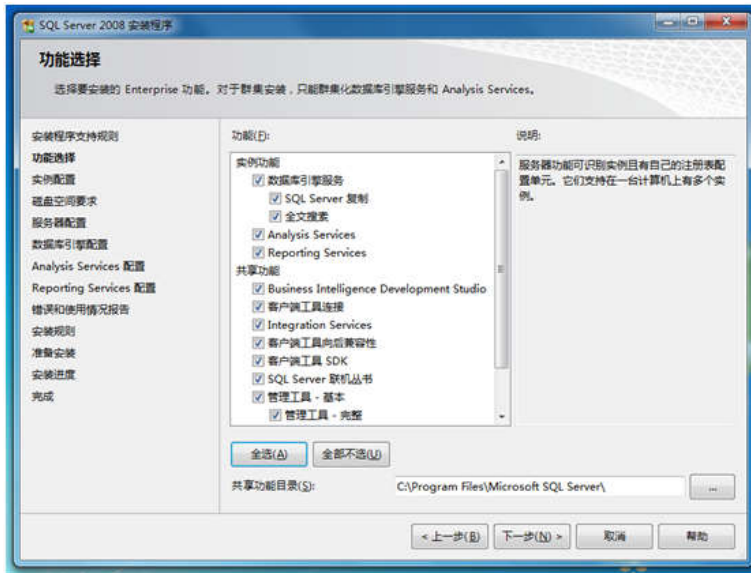 SQL Server 2008 安装程序
功能选择
选择要安装的 Enterprise 功能。对于群集安装，只能群集化数据库引擎服务和 Analysis Services。
安装程序支持规则
功能选择
实例配置
磁盘空间要求
服务器配置
数据库引擎配置
Analysis Services 配置
Reporting Services 配置
错误和使用情况报告
安装规则
准备安装
安装进度
完成
功能(F):
实例功能
数据库引擎服务
SQL Server 复制
全文搜索
Analysis Services
Reporting Services
共享功能
Business Intelligence Development Studio
客户端工具连接
Integration Services
客户端工具向后兼容性
客户端工具 SDK
SQL Server 联机丛书
管理工具 - 基本
管理工具 - 完整
说明:
服务器功能可识别实例且有自己的注册表配
置单元。它们支持在一台计算机上有多个实
例。
全选(A) 全部不选(U)
共享功能目录(S): C:\Program Files\Microsoft SQL Server\ ...
< 上一步(B) 下一步(N) > 取消 帮助